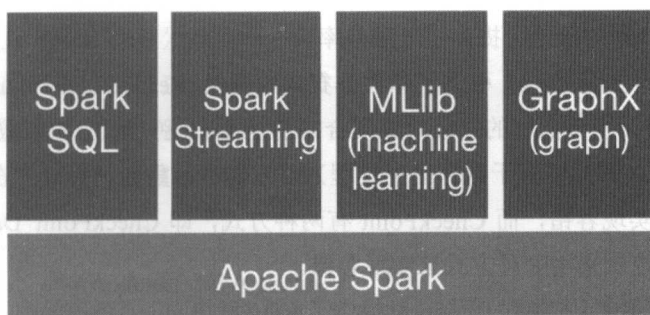 Spark
SQL
Spark
Streaming
MLlib
(machine
learning)
GraphX
(graph)
Apache Spark